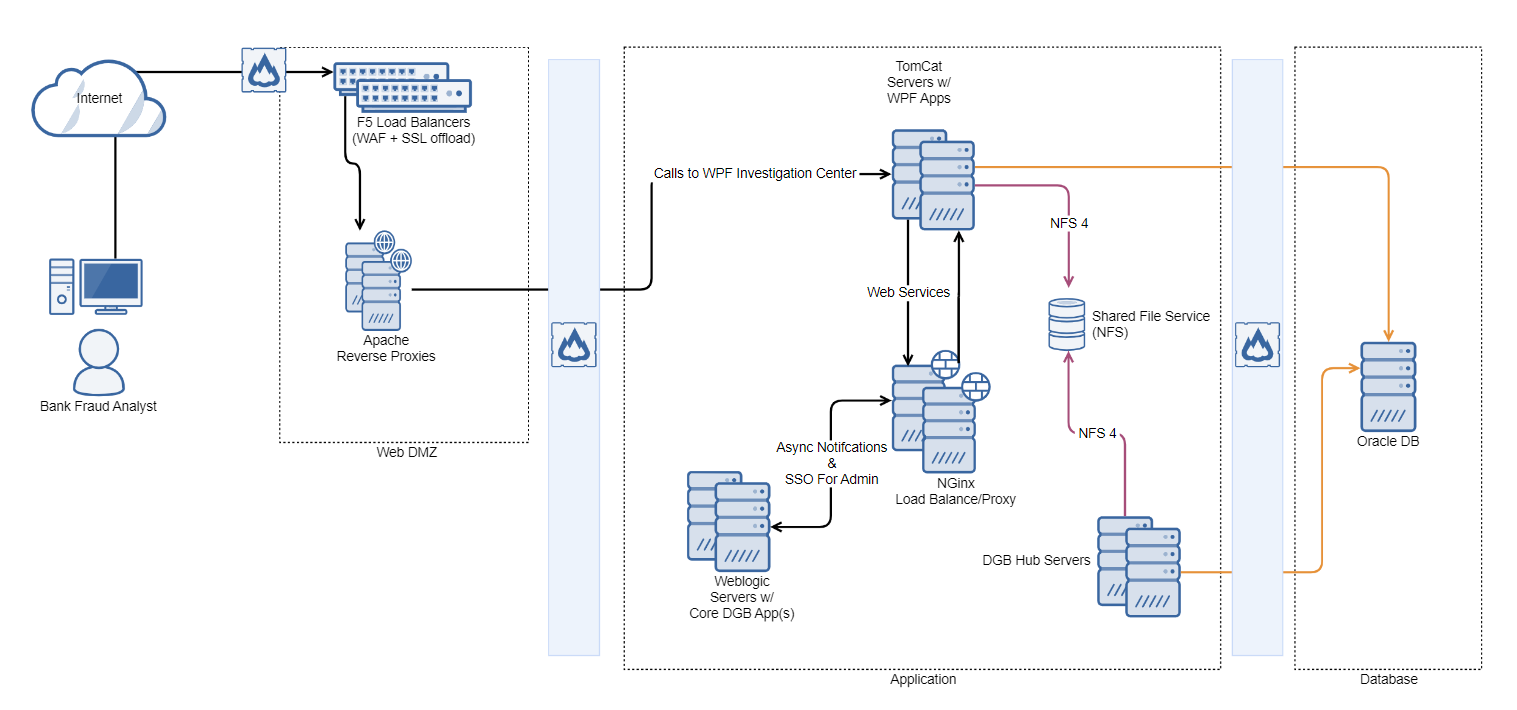 Internet
Bank Fraud Analyst
F5 Load Balancers
(WAF + SSL offload)
Apache
Reverse Proxies
Web DMZ
TomCat
Servers w/
WPF Apps
Calls to WPF Investigation Center
NFS 4
Web Services
Shared File Service
(NFS)
NFS 4
Async Notifcations
&
SSO For Admin
NGinx
Load Balance/Proxy
Weblogic
Servers w/
Core DGB App(s)
DGB Hub Servers
Application
Oracle DB
Database